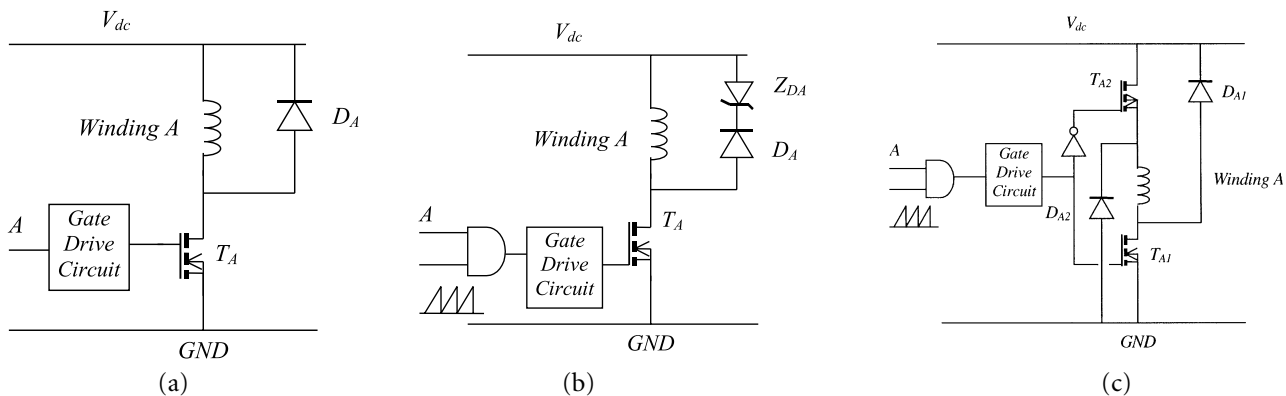 V_dc
Winding A
D_A
A
Gate
Drive
Circuit
T_A
GND
(a)
V_dc
Z_DA
Winding A
D_A
A
T_A
Gate
Drive
Circuit
GND
(b)
V_dc
T_A2
D_A1
A
Gate
Drive
Circuit
Winding A
D_A2
T_A1
GND
(c)